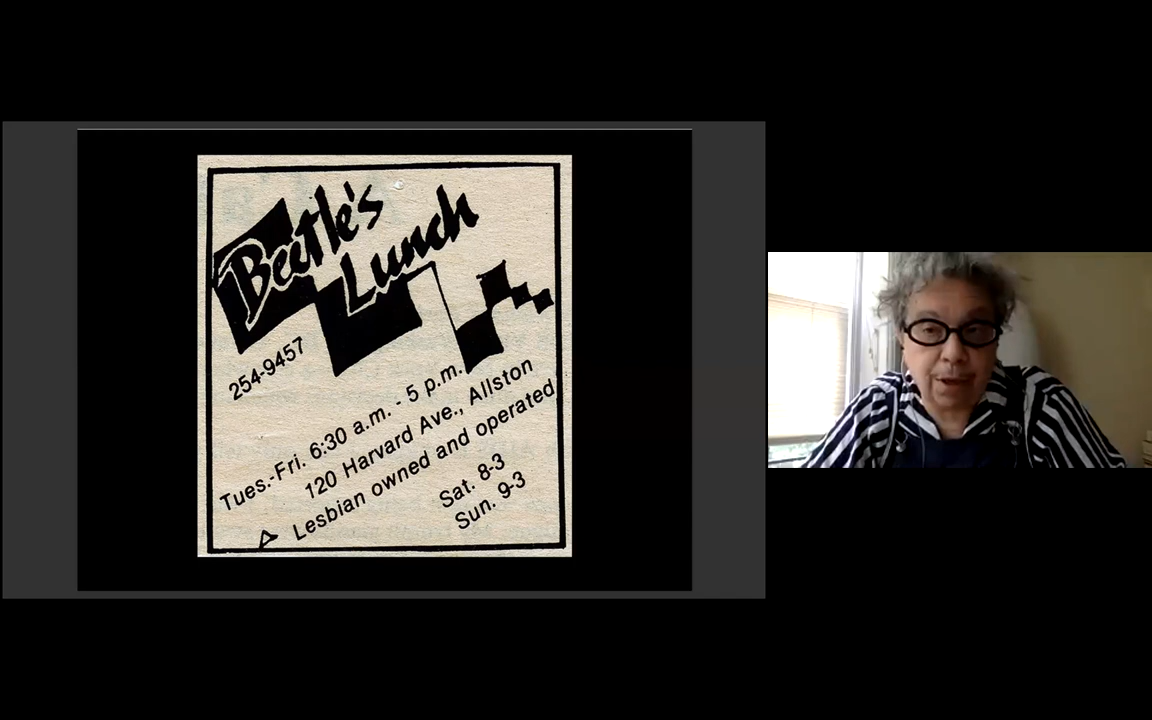 Beetle's
Lunch
254-9457
Tues.-Fri. 6:30 a.m. - 5 p.m.
120 Harvard Ave., Allston
Lesbian owned and operated
Sat. 8-3
Sun. 9-3